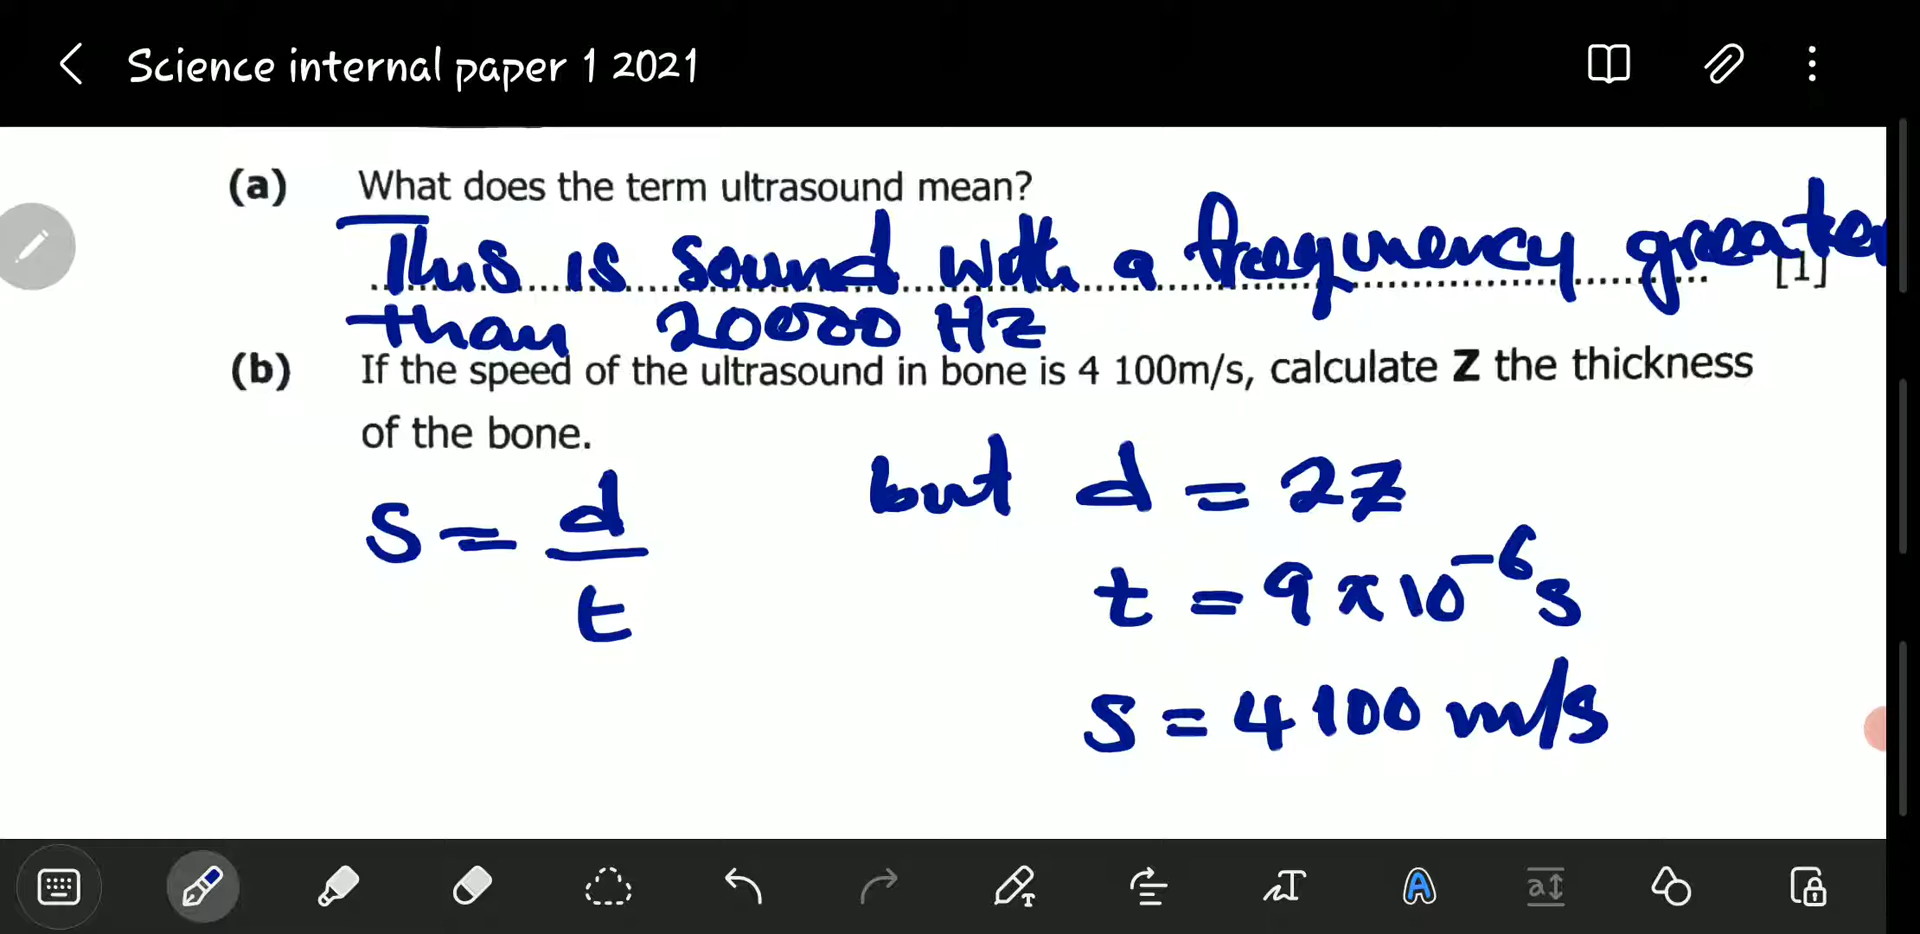 Science internal paper 1 2021
(a) What does the term ultrasound mean?
This is sound with a frequency greater [1]
than 20000 Hz
(b) If the speed of the ultrasound in bone is 4 100m/s, calculate Z the thickness
of the bone.
but d = 2Z
S = d/t
t = 9 x 10⁻⁶ s
S = 4100 m/s